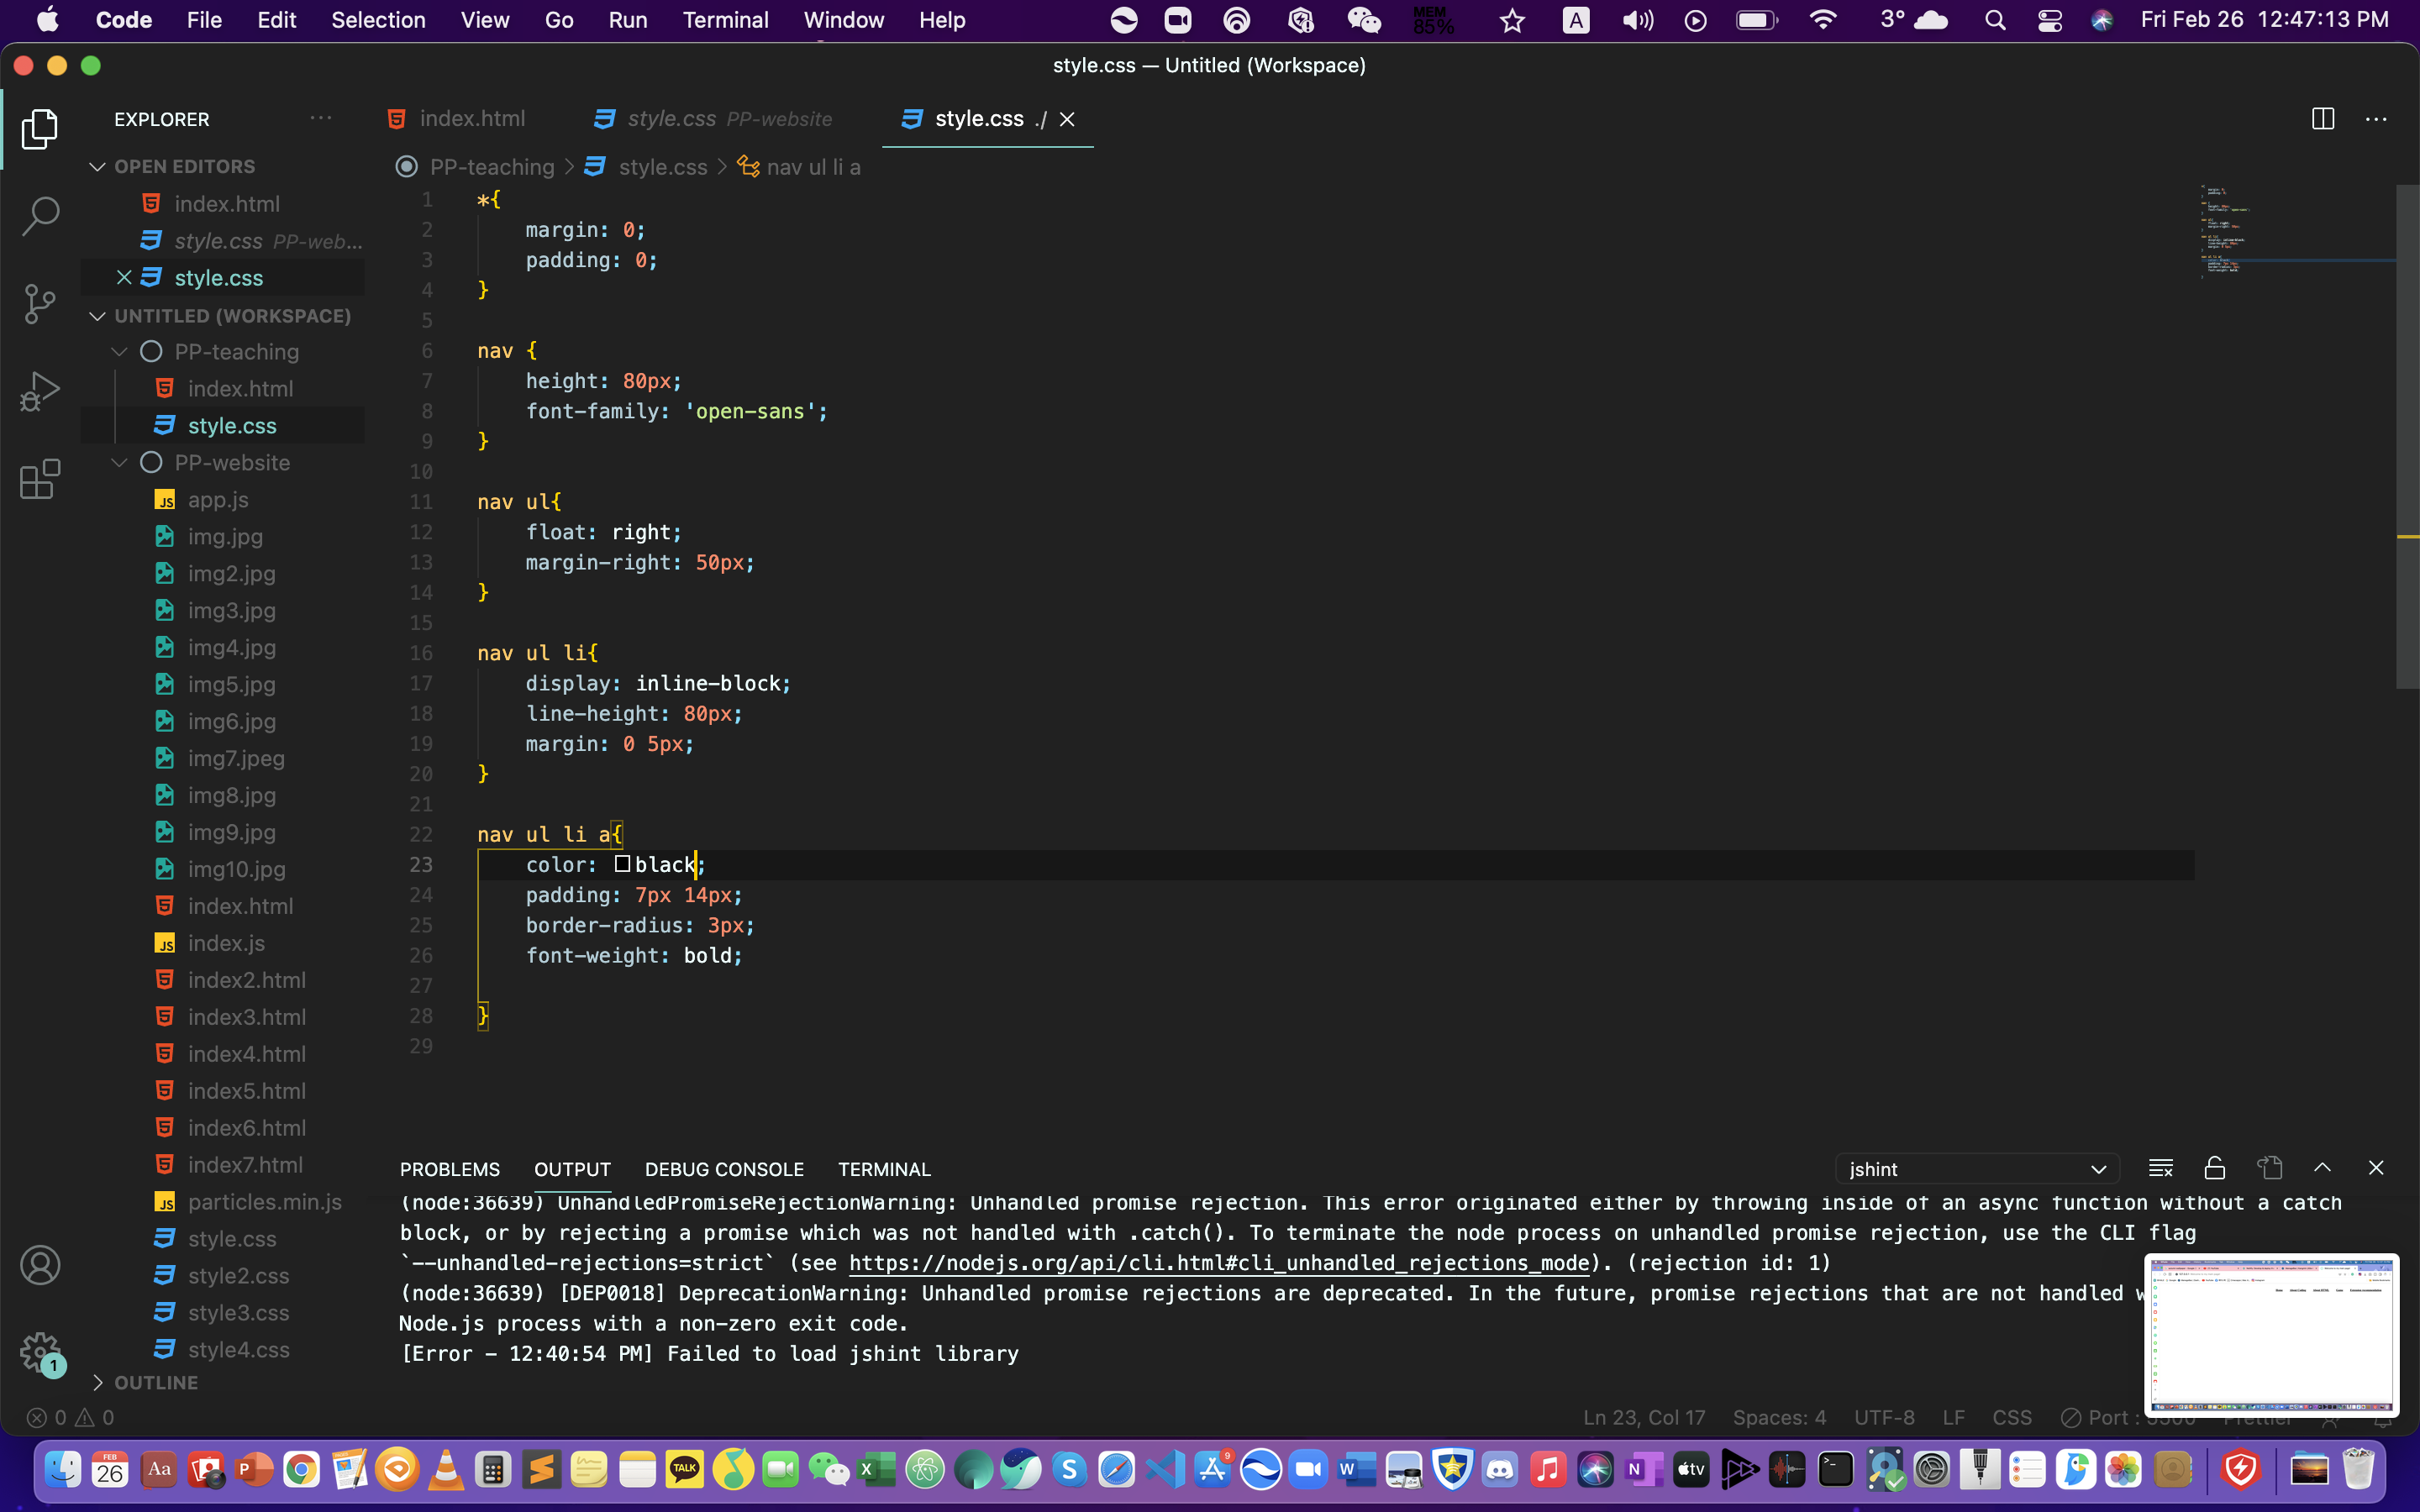 Code File Edit Selection View Go Run Terminal Window Help MEM 85% A 3° Fri Feb 26 12:47:13 PM
style.css — Untitled (Workspace)
EXPLORER ··· index.html style.css PP-website style.css ./
OPEN EDITORS
PP-teaching > style.css > nav ul li a
index.html
style.css PP-web...
style.css
UNTITLED (WORKSPACE)
PP-teaching
index.html
style.css
PP-website
JS app.js
img.jpg
img2.jpg
img3.jpg
img4.jpg
img5.jpg
img6.jpg
img7.jpeg
img8.jpg
img9.jpg
img10.jpg
index.html
JS index.js
index2.html
index3.html
index4.html
index5.html
index6.html
index7.html
JS particles.min.js
style.css
style2.css
style3.css
style4.css
OUTLINE
1 *{
2 margin: 0;
3 padding: 0;
4 }
5
6 nav {
7 height: 80px;
8 font-family: 'open-sans';
9 }
10
11 nav ul{
12 float: right;
13 margin-right: 50px;
14 }
15
16 nav ul li{
17 display: inline-block;
18 line-height: 80px;
19 margin: 0 5px;
20 }
21
22 nav ul li a{
23 color: black;
24 padding: 7px 14px;
25 border-radius: 3px;
26 font-weight: bold;
27
28 }
29
PROBLEMS OUTPUT DEBUG CONSOLE TERMINAL jshint
(node:36639) UnhandledPromiseRejectionWarning: Unhandled promise rejection. This error originated either by throwing inside of an async function without a catch
block, or by rejecting a promise which was not handled with .catch(). To terminate the node process on unhandled promise rejection, use the CLI flag
`--unhandled-rejections=strict` (see https://nodejs.org/api/cli.html#cli_unhandled_rejections_mode). (rejection id: 1)
(node:36639) [DEP0018] DeprecationWarning: Unhandled promise rejections are deprecated. In the future, promise rejections that are not handled
Node.js process with a non-zero exit code.
[Error - 12:40:54 PM] Failed to load jshint library
1
0 0 Ln 23, Col 17 Spaces: 4 UTF-8 LF CSS Port : 5500 Prettier
FEB 26 Aa P TALK X S 9 W N tv >_